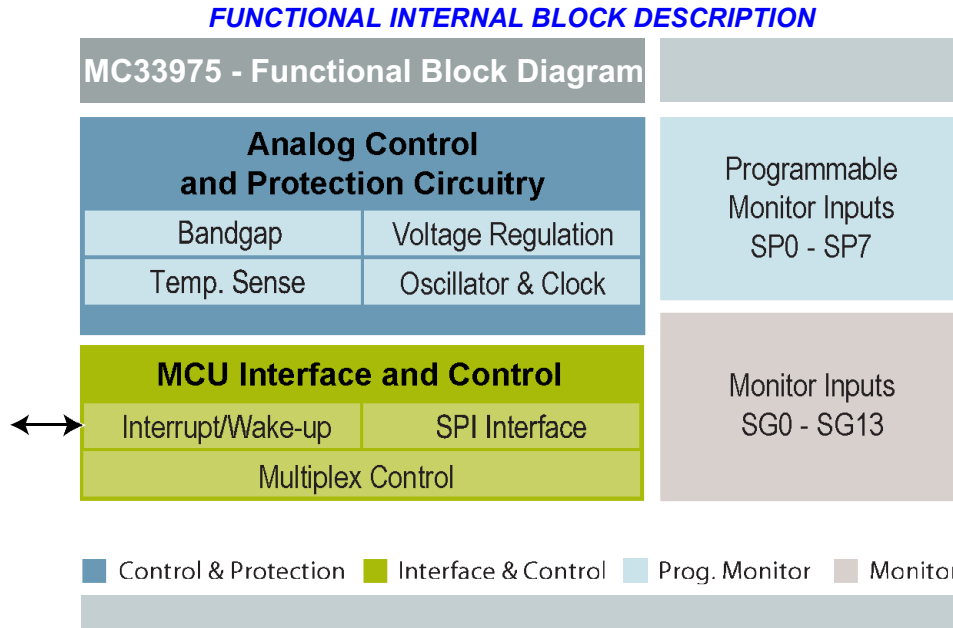 FUNCTIONAL INTERNAL BLOCK DESCRIPTION
MC33975 - Functional Block Diagram
Analog Control
and Protection Circuitry
Bandgap
Voltage Regulation
Temp. Sense
Oscillator & Clock
MCU Interface and Control
Interrupt/Wake-up
SPI Interface
Multiplex Control
Programmable
Monitor Inputs
SP0 - SP7
Monitor Inputs
SG0 - SG13
Control & Protection
Interface & Control
Prog. Monitor
Monitor